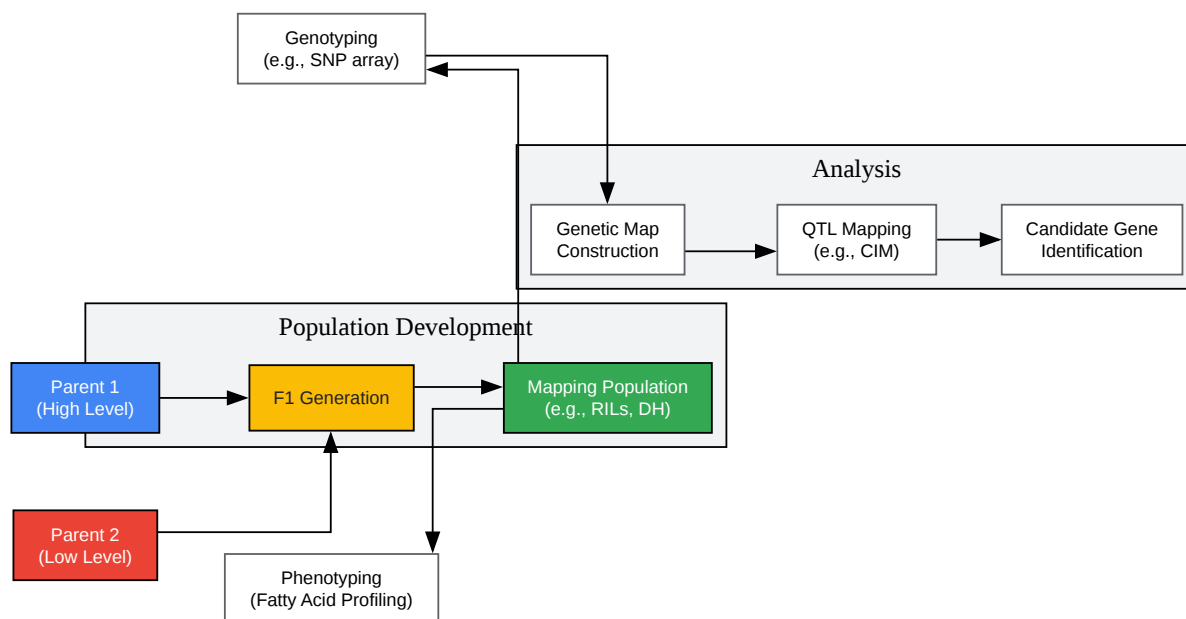 Genotyping
(e.g., SNP array)
Analysis
Genetic Map
Construction
QTL Mapping
(e.g., CIM)
Candidate Gene
Identification
Population Development
Parent 1
(High Level)
F1 Generation
Mapping Population
(e.g., RILs, DH)
Parent 2
(Low Level)
Phenotyping
(Fatty Acid Profiling)